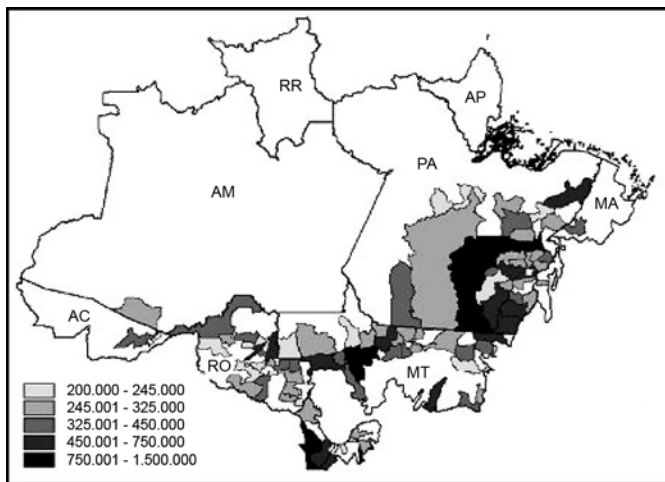 RR
AP
AM
PA
MA
AC
RO
MT
200.000 - 245.000
245.001 - 325.000
325.001 - 450.000
450.001 - 750.000
750.001 - 1.500.000